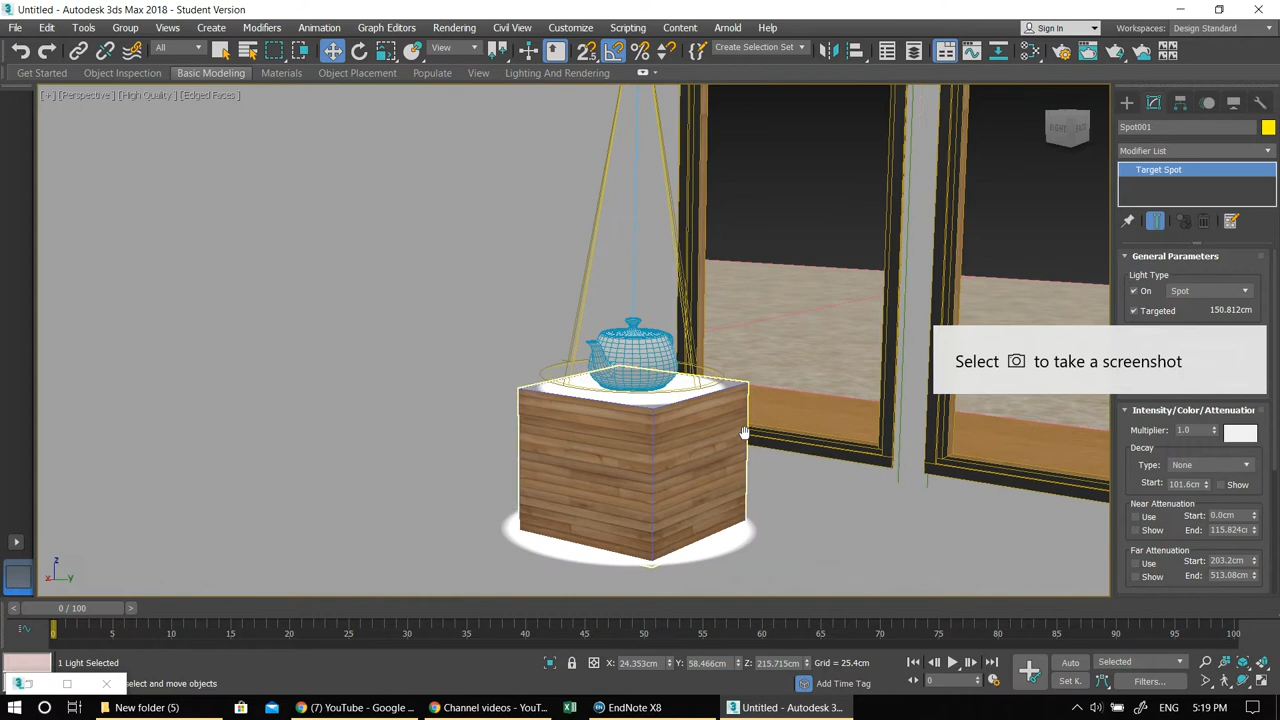 Untitled - Autodesk 3ds Max 2018 - Student Version
File Edit Tools Group Views Create Modifiers Animation Graph Editors Rendering Civil View Customize Scripting Content Arnold Help Sign In Workspaces: Design Standard
All View Create Selection Set
Get Started Object Inspection Basic Modeling Materials Object Placement Populate View Lighting And Rendering
[+] [Perspective] [High Quality] [Edged Faces]
Spot001
Modifier List
Target Spot
General Parameters
Light Type
On Spot
Targeted 150.812cm
Select to take a screenshot
Intensity/Color/Attenuation
Multiplier: 1.0
Decay
Type: None
Start: 101.6cm Show
Near Attenuation
Use Start: 0.0cm
Show End: 115.824cm
Far Attenuation
Use Start: 203.2cm
Show End: 513.08cm
z
x y
< 0 / 100 >
0 5 10 15 20 25 30 35 40 45 50 55 60 65 70 75 80 85 90 95 100
1 Light Selected X: 24.353cm Y: 58.466cm Z: 215.715cm Grid = 25.4cm Auto Selected
select and move objects Add Time Tag 0 Set K. Filters...
New folder (5) (7) YouTube - Google ... Channel videos - YouT... EndNote X8 Untitled - Autodesk 3... 5:19 PM